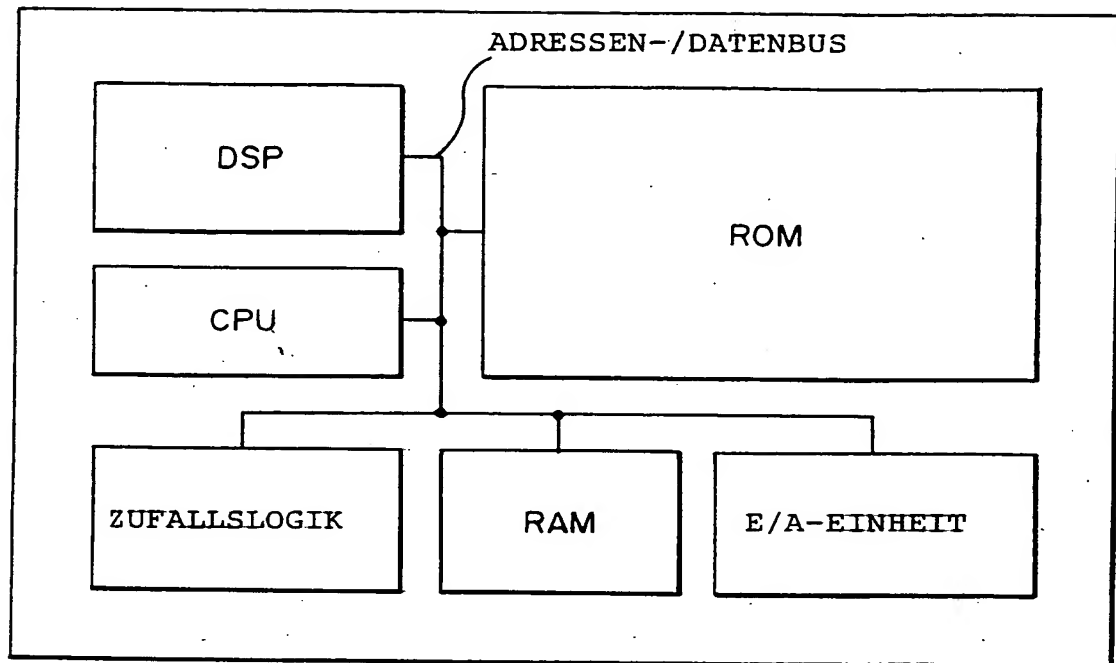 ADRESSEN-/DATENBUS
DSP
ROM
CPU
ZUFALLSLOGIK
RAM
E/A-EINHEIT